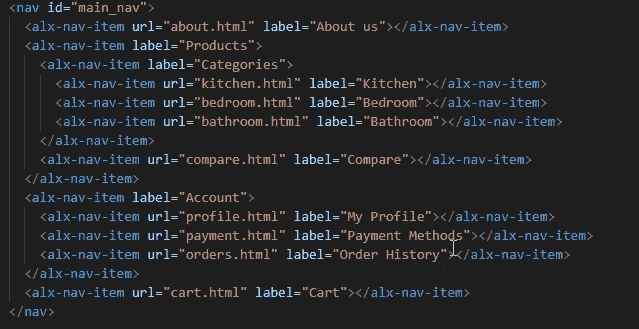 <nav id="main_nav">
<alx-nav-item url="about.html" label="About us"></alx-nav-item>
<alx-nav-item label="Products">
<alx-nav-item label="Categories">
<alx-nav-item url="kitchen.html" label="Kitchen"></alx-nav-item>
<alx-nav-item url="bedroom.html" label="Bedroom"></alx-nav-item>
<alx-nav-item url="bathroom.html" label="Bathroom"></alx-nav-item>
</alx-nav-item>
<alx-nav-item url="compare.html" label="Compare"></alx-nav-item>
</alx-nav-item>
<alx-nav-item label="Account">
<alx-nav-item url="profile.html" label="My Profile"></alx-nav-item>
<alx-nav-item url="payment.html" label="Payment Methods"></alx-nav-item>
<alx-nav-item url="orders.html" label="Order History"></alx-nav-item>
</alx-nav-item>
<alx-nav-item url="cart.html" label="Cart"></alx-nav-item>
</nav>